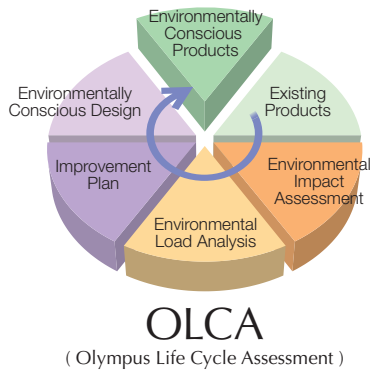 Environmentally
Conscious
Products
Environmentally
Conscious Design
Existing
Products
Improvement
Plan
Environmental
Impact
Assessment
Environmental
Load Analysis
OLCA
( Olympus Life Cycle Assessment )